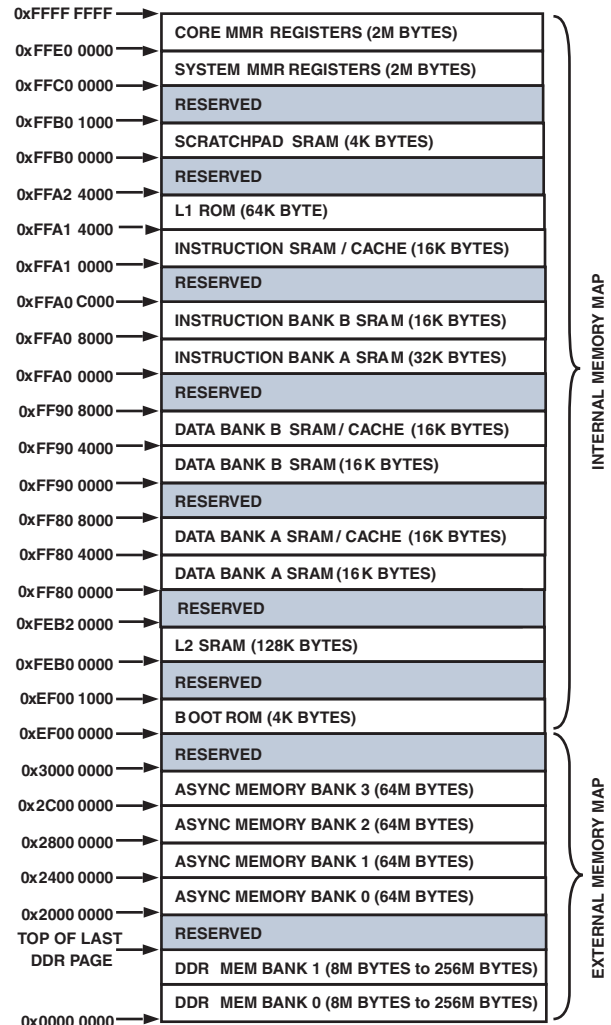 0xFFFF FFFF
CORE MMR REGISTERS (2M BYTES)
0xFFE0 0000
SYSTEM MMR REGISTERS (2M BYTES)
0xFFC0 0000
RESERVED
0xFFB0 1000
SCRATCHPAD SRAM (4K BYTES)
0xFFB0 0000
RESERVED
0xFFA2 4000
L1 ROM (64K BYTE)
0xFFA1 4000
INSTRUCTION SRAM / CACHE (16K BYTES)
0xFFA1 0000
RESERVED
0xFFA0 C000
INSTRUCTION BANK B SRAM (16K BYTES)
0xFFA0 8000
INSTRUCTION BANK A SRAM (32K BYTES)
0xFFA0 0000
RESERVED
0xFF90 8000
DATA BANK B SRAM / CACHE (16K BYTES)
0xFF90 4000
DATA BANK B SRAM (16K BYTES)
0xFF90 0000
RESERVED
0xFF80 8000
DATA BANK A SRAM / CACHE (16K BYTES)
0xFF80 4000
DATA BANK A SRAM (16K BYTES)
0xFF80 0000
RESERVED
0xFEB2 0000
L2 SRAM (128K BYTES)
0xFEB0 0000
RESERVED
0xEF00 1000
BOOT ROM (4K BYTES)
0xEF00 0000
RESERVED
0x3000 0000
ASYNC MEMORY BANK 3 (64M BYTES)
0x2C00 0000
ASYNC MEMORY BANK 2 (64M BYTES)
0x2800 0000
ASYNC MEMORY BANK 1 (64M BYTES)
0x2400 0000
ASYNC MEMORY BANK 0 (64M BYTES)
0x2000 0000
RESERVED
TOP OF LAST
DDR PAGE
DDR MEM BANK 1 (8M BYTES to 256M BYTES)
DDR MEM BANK 0 (8M BYTES to 256M BYTES)
0x0000 0000
INTERNAL MEMORY MAP
EXTERNAL MEMORY MAP